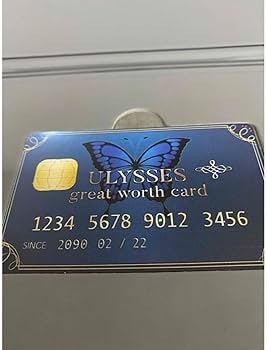 ULYSSES
great worth card
1234 5678 9012 3456
SINCE 2090 02 / 22